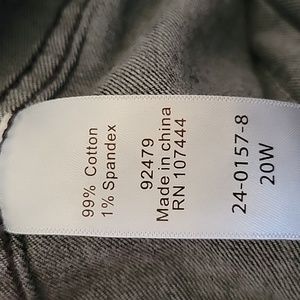 99% Cotton
1% Spandex
92479
Made in China
RN 107444
24-0157-8
20W